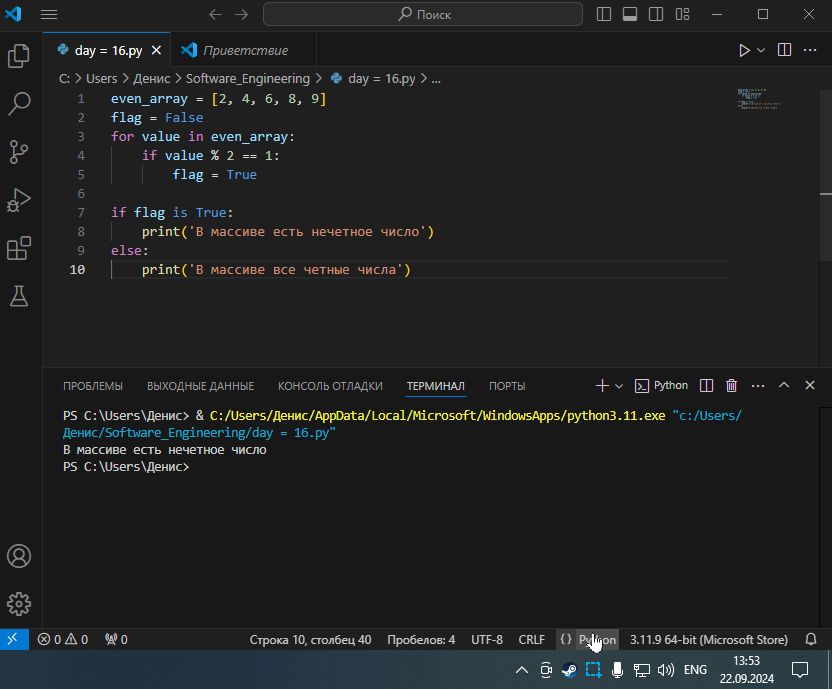 Поиск
day = 16.py
Приветствие
C: > Users > Денис > Software_Engineering > day = 16.py > ...
1 even_array = [2, 4, 6, 8, 9]
2 flag = False
3 for value in even_array:
4 if value % 2 == 1:
5 flag = True
6
7 if flag is True:
8 print('В массиве есть нечетное число')
9 else:
10 print('В массиве все четные числа')
ПРОБЛЕМЫ ВЫХОДНЫЕ ДАННЫЕ КОНСОЛЬ ОТЛАДКИ ТЕРМИНАЛ ПОРТЫ Python
PS C:\Users\Денис> & C:/Users/Денис/AppData/Local/Microsoft/WindowsApps/python3.11.exe "c:/Users/
Денис/Software_Engineering/day = 16.py"
В массиве есть нечетное число
PS C:\Users\Денис>
0 0 0 Строка 10, столбец 40 Пробелов: 4 UTF-8 CRLF {} Python 3.11.9 64-bit (Microsoft Store)
ENG
13:53
22.09.2024